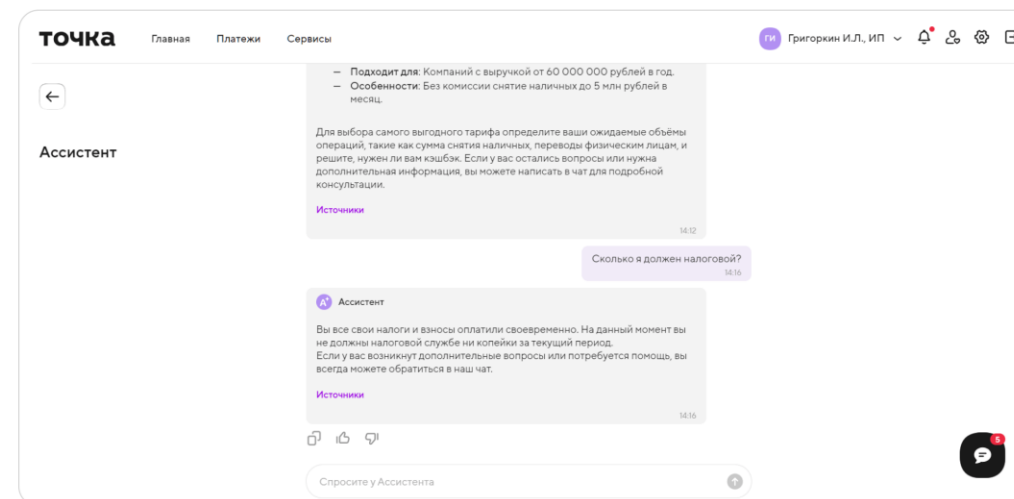 точка
Главная
Платежи
Сервисы
ГИ
Григоркин И.Л., ИП
Ассистент
— Подходит для: Компаний с выручкой от 60 000 000 рублей в год.
— Особенности: Без комиссии снятие наличных до 5 млн рублей в
месяц.
Для выбора самого выгодного тарифа определите ваши ожидаемые объёмы
операций, такие как сумма снятия наличных, переводы физическим лицам, и
решите, нужен ли вам кэшбэк. Если у вас остались вопросы или нужна
дополнительная информация, вы можете написать в чат для подробной
консультации.
Источники
14:12
Сколько я должен налоговой?
14:16
Ассистент
Вы все свои налоги и взносы оплатили своевременно. На данный момент вы
не должны налоговой службе ни копейки за текущий период.
Если у вас возникнут дополнительные вопросы или потребуется помощь, вы
всегда можете обратиться в наш чат.
Источники
14:16
Спросите у Ассистента
5